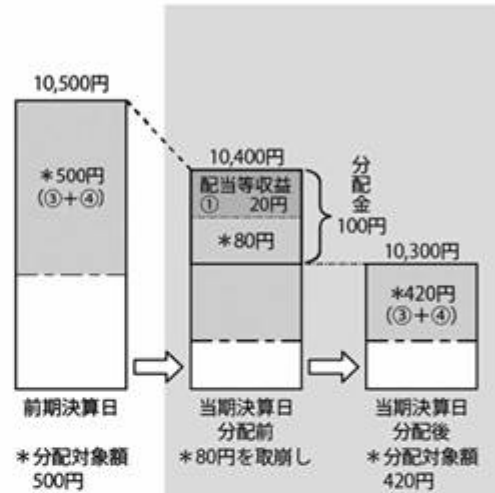 10,500円
＊500円
(③＋④)
前期決算日
＊分配対象額
500円
10,400円
配当等収益
① 20円
＊80円
分配金
100円
当期決算日
分配前
＊80円を取崩し
10,300円
＊420円
(③＋④)
当期決算日
分配後
＊分配対象額
420円